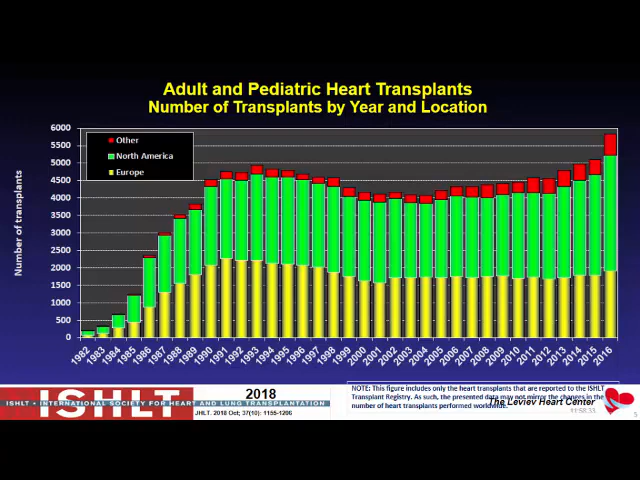 Adult and Pediatric Heart Transplants
Number of Transplants by Year and Location
Number of transplants
6000
5500
5000
4500
4000
3500
3000
2500
2000
1500
1000
500
0
Other
North America
Europe
1982 1983 1984 1985 1986 1987 1988 1989 1990 1991 1992 1993 1994 1995 1996 1997 1998 1999 2000 2001 2002 2003 2004 2005 2006 2007 2008 2009 2010 2011 2012 2013 2014 2015 2016
ISHLT
ISHLT • INTERNATIONAL SOCIETY FOR HEART AND LUNG TRANSPLANTATION
2018
JHLT. 2018 Oct; 37(10): 1155-1206
NOTE: This figure includes only the heart transplants that are reported to the ISHLT
Transplant Registry. As such, the presented data may not mirror the changes in the
number of heart transplants performed worldwide.
The Leviev Heart Center
11:58:33
5